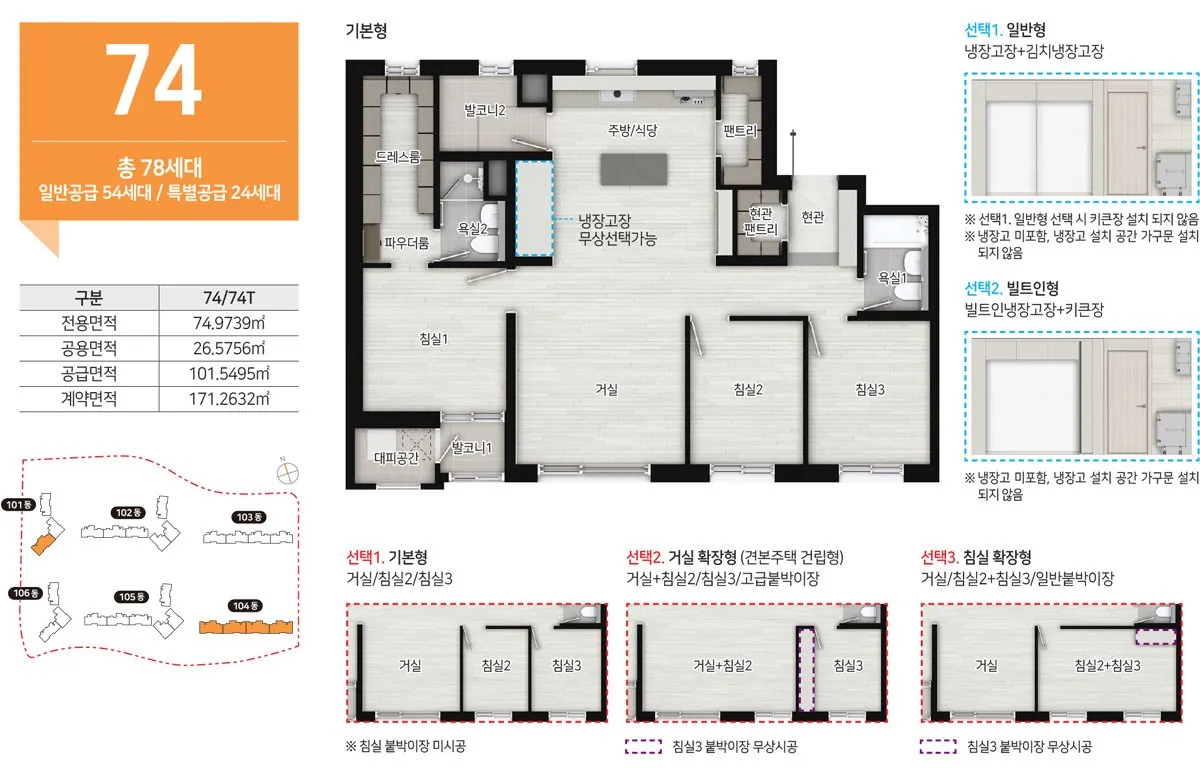 74
총 78세대
일반공급 54세대 / 특별공급 24세대
구분 74/74T
전용면적 74.9739㎡
공용면적 26.5756㎡
공급면적 101.5495㎡
계약면적 171.2632㎡
N
101동
102동
103동
106동
105동
104동
기본형
발코니2
주방/식당
팬트리
드레스룸
욕실2
파우더룸
냉장고장
무상선택가능
현관
팬트리
현관
욕실1
침실1
거실
침실2
침실3
대피공간
발코니1
선택1. 일반형
냉장고장+김치냉장고장
※ 선택1. 일반형 선택 시 키큰장 설치 되지 않음
※ 냉장고 미포함, 냉장고 설치 공간 가구문 설치
되지 않음
선택2. 빌트인형
빌트인냉장고장+키큰장
※ 냉장고 미포함, 냉장고 설치 공간 가구문 설치
되지 않음
선택1. 기본형
거실/침실2/침실3
거실
침실2
침실3
※ 침실 붙박이장 미시공
선택2. 거실 확장형 (견본주택 건립형)
거실+침실2/침실3/고급붙박이장
거실+침실2
침실3
침실3 붙박이장 무상시공
선택3. 침실 확장형
거실/침실2+침실3/일반붙박이장
거실
침실2+침실3
침실3 붙박이장 무상시공